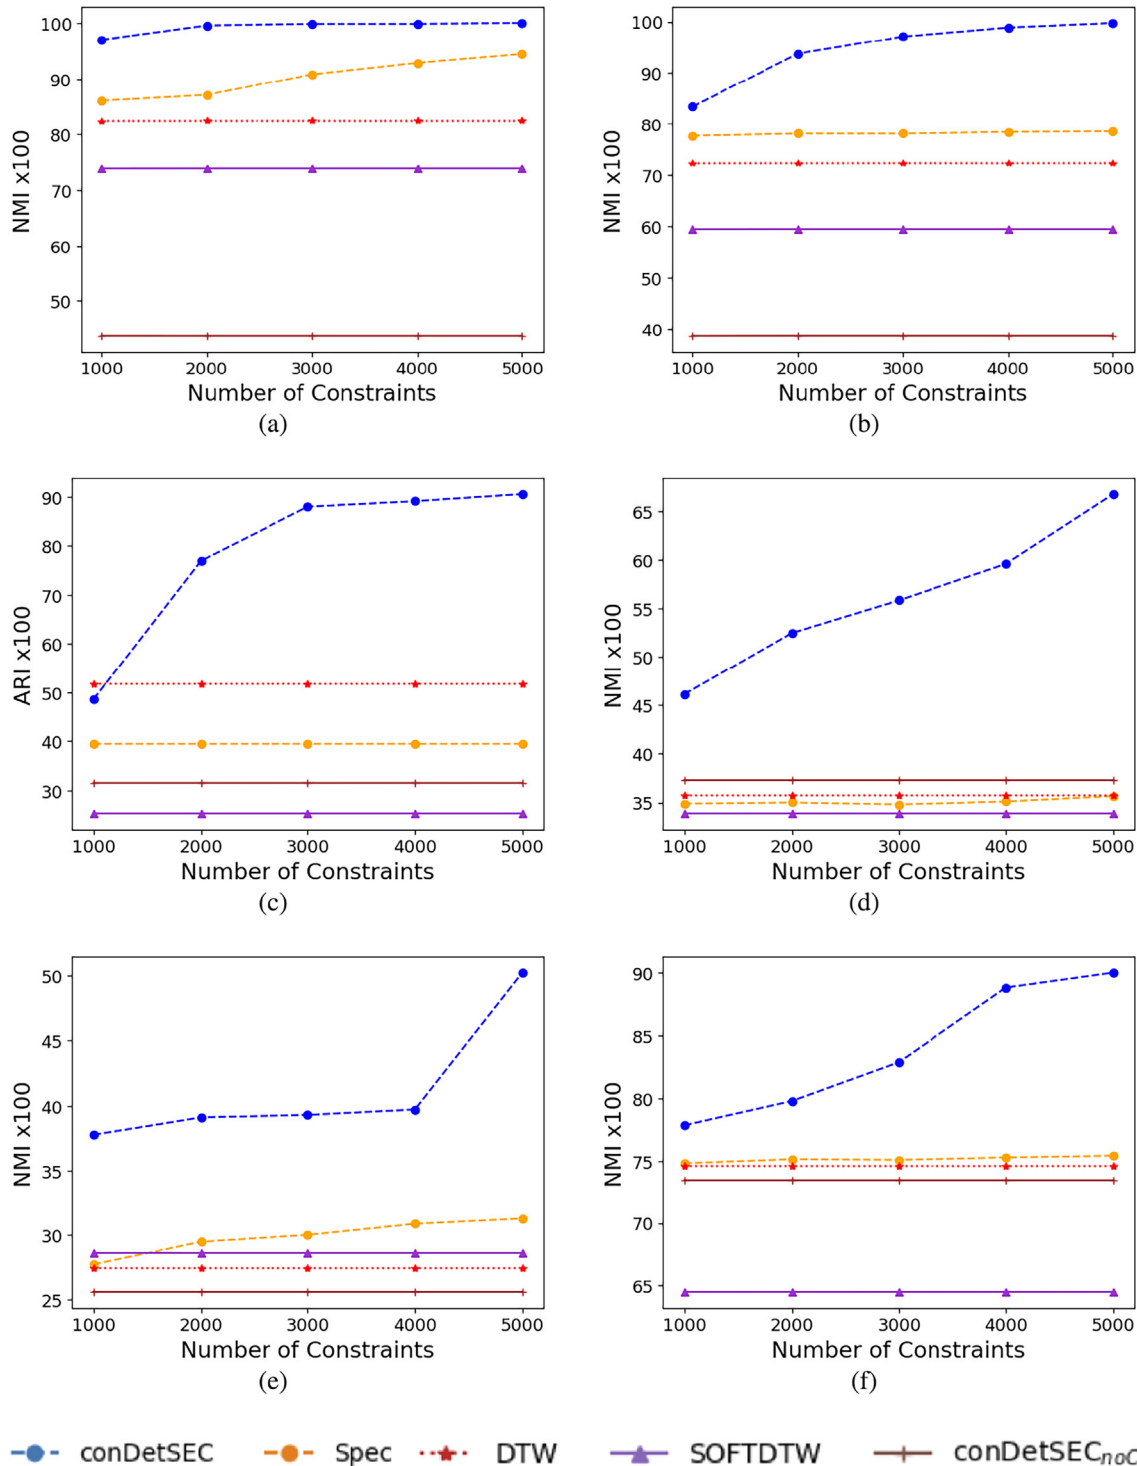 100
90
80
70
60
50
NMI x100
1000 2000 3000 4000 5000
Number of Constraints
(a)
100
90
80
70
60
50
40
NMI x100
1000 2000 3000 4000 5000
Number of Constraints
(b)
90
80
70
60
50
40
30
ARI x100
1000 2000 3000 4000 5000
Number of Constraints
(c)
65
60
55
50
45
40
35
NMI x100
1000 2000 3000 4000 5000
Number of Constraints
(d)
50
45
40
35
30
25
NMI x100
1000 2000 3000 4000 5000
Number of Constraints
(e)
90
85
80
75
70
65
NMI x100
1000 2000 3000 4000 5000
Number of Constraints
(f)
conDetSEC Spec DTW SOFTDTW conDetSECnoC